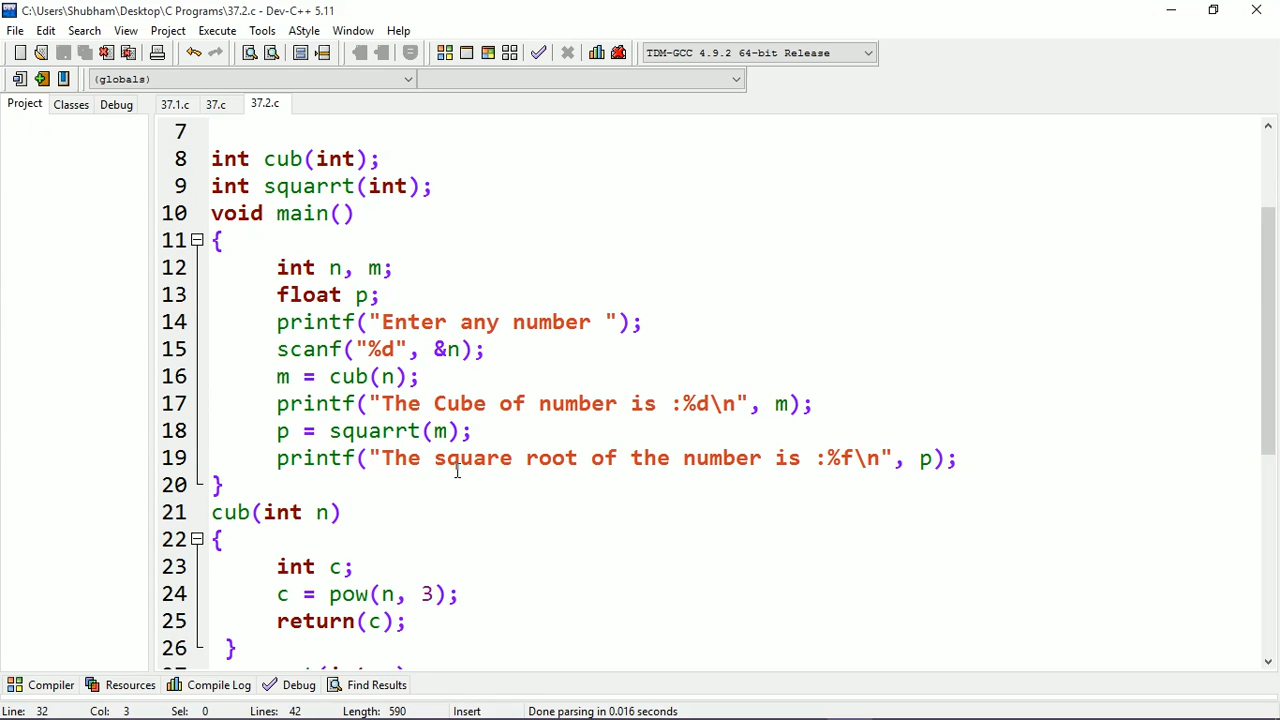 C:\Users\Shubham\Desktop\C Programs\37.2.c - Dev-C++ 5.11
File Edit Search View Project Execute Tools AStyle Window Help
TDM-GCC 4.9.2 64-bit Release
(globals)
Project Classes Debug 37.1.c 37.c 37.2.c
7
8 int cub(int);
9 int squarrt(int);
10 void main()
11 {
12 int n, m;
13 float p;
14 printf("Enter any number ");
15 scanf("%d", &n);
16 m = cub(n);
17 printf("The Cube of number is :%d\n", m);
18 p = squarrt(m);
19 printf("The square root of the number is :%f\n", p);
20 }
21 cub(int n)
22 {
23 int c;
24 c = pow(n, 3);
25 return(c);
26 }
Compiler Resources Compile Log Debug Find Results
Line: 32 Col: 3 Sel: 0 Lines: 42 Length: 590 Insert Done parsing in 0.016 seconds